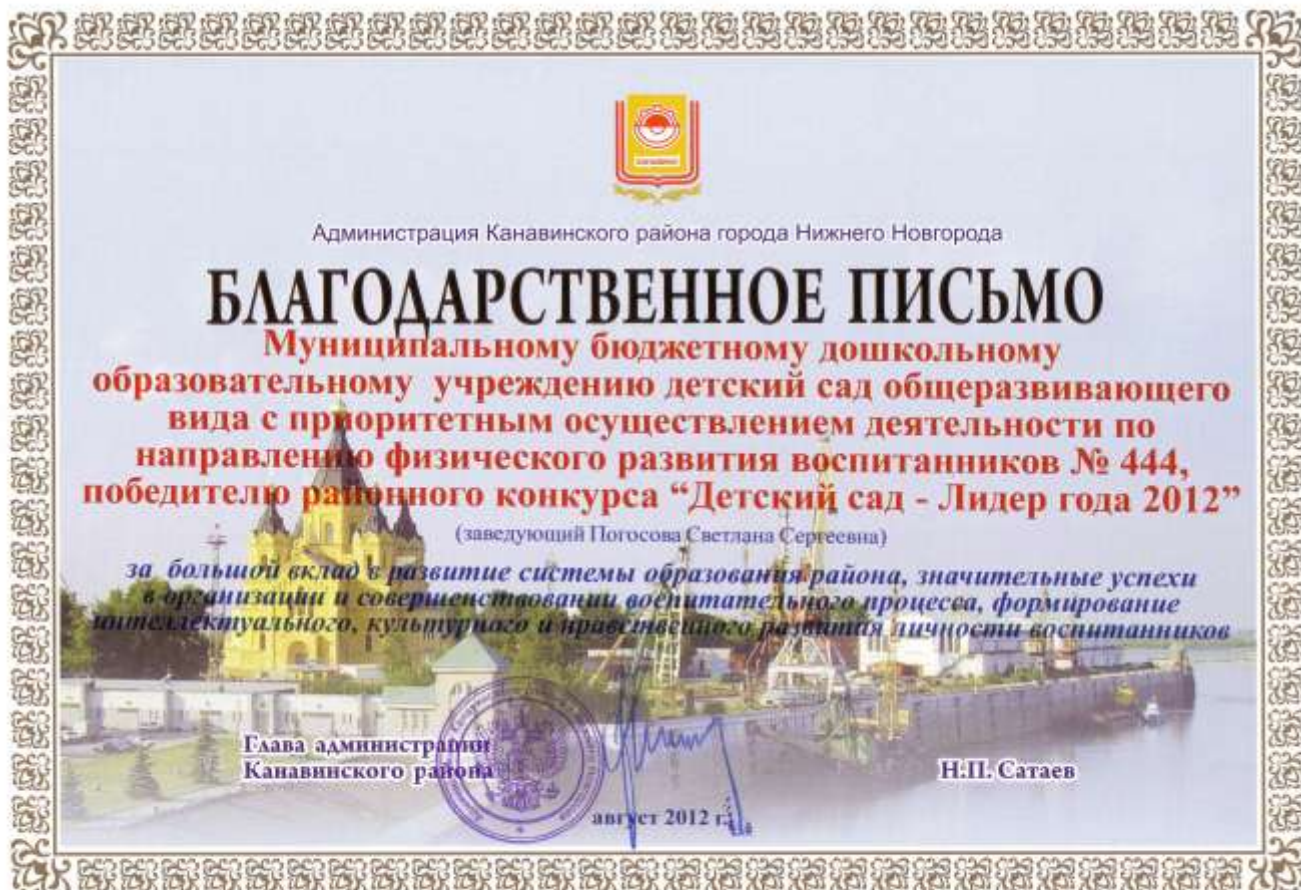 Администрация Канавинского района города Нижнего Новгорода
БЛАГОДАРСТВЕННОЕ ПИСЬМО
Муниципальному бюджетному дошкольному
образовательному учреждению детский сад общеразвивающего
вида с приоритетным осуществлением деятельности по
направлению физического развития воспитанников № 444,
победителю районного конкурса “Детский сад - Лидер года 2012”
(заведующий Погосова Светлана Сергеевна)
за большой вклад в развитие системы образования района, значительные успехи
в организации и совершенствовании воспитательного процесса, формирование
интеллектуального, культурного и нравственного развития личности воспитанников
Глава администрации
Канавинского района
Н.П. Сатаев
август 2012 г.